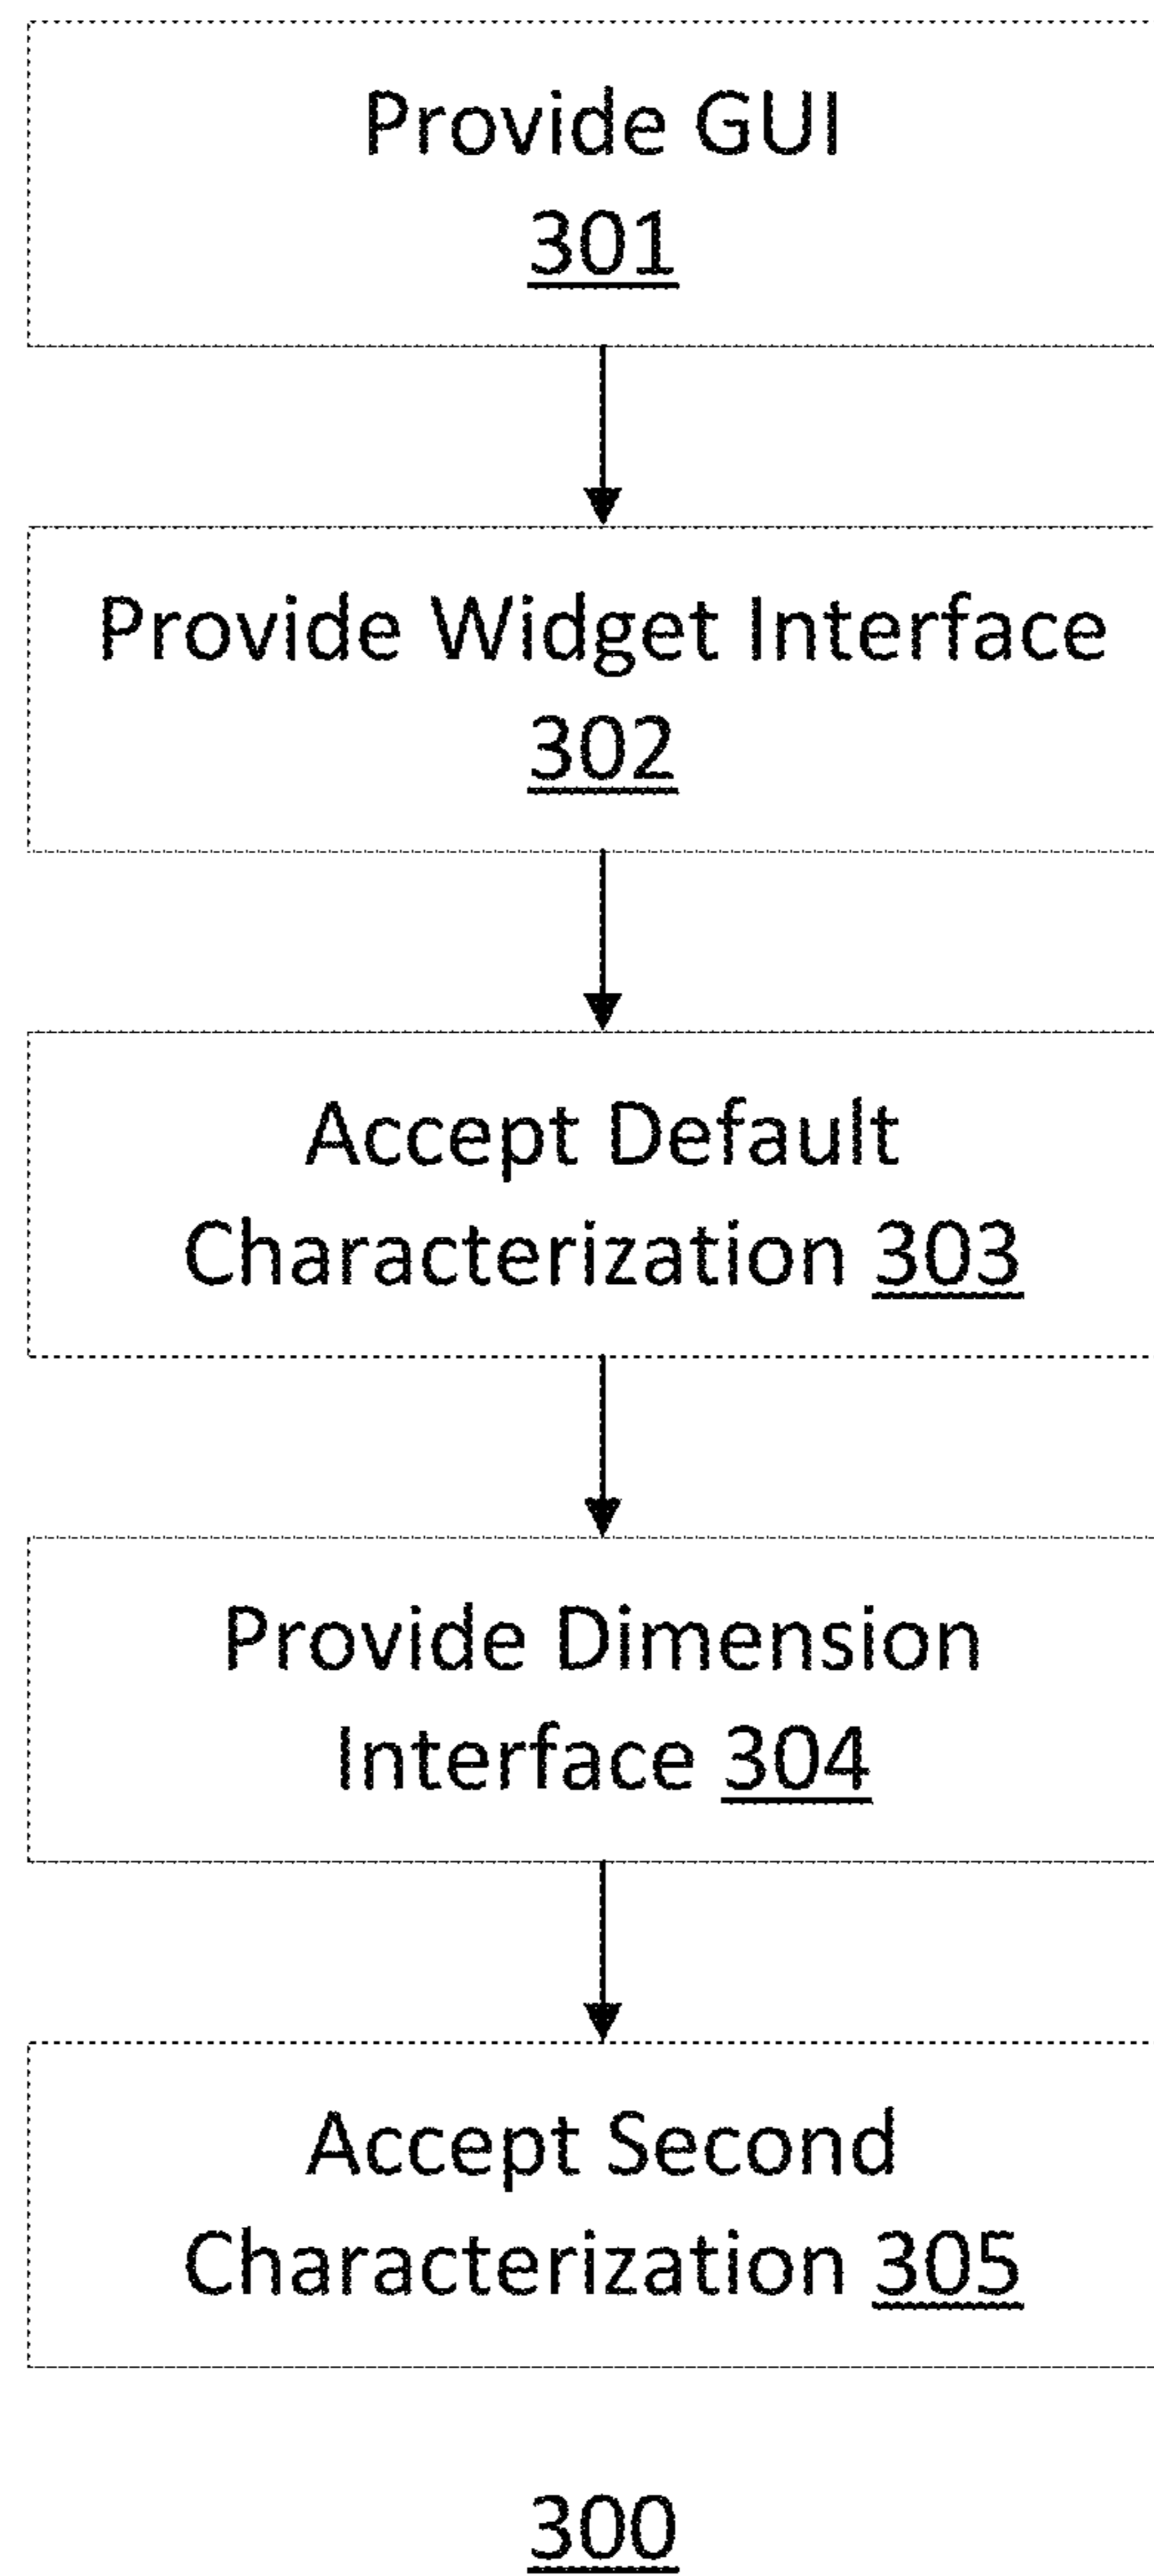 Provide GUI
301
Provide Widget Interface
302
Accept Default
Characterization 303
Provide Dimension
Interface 304
Accept Second
Characterization 305
300